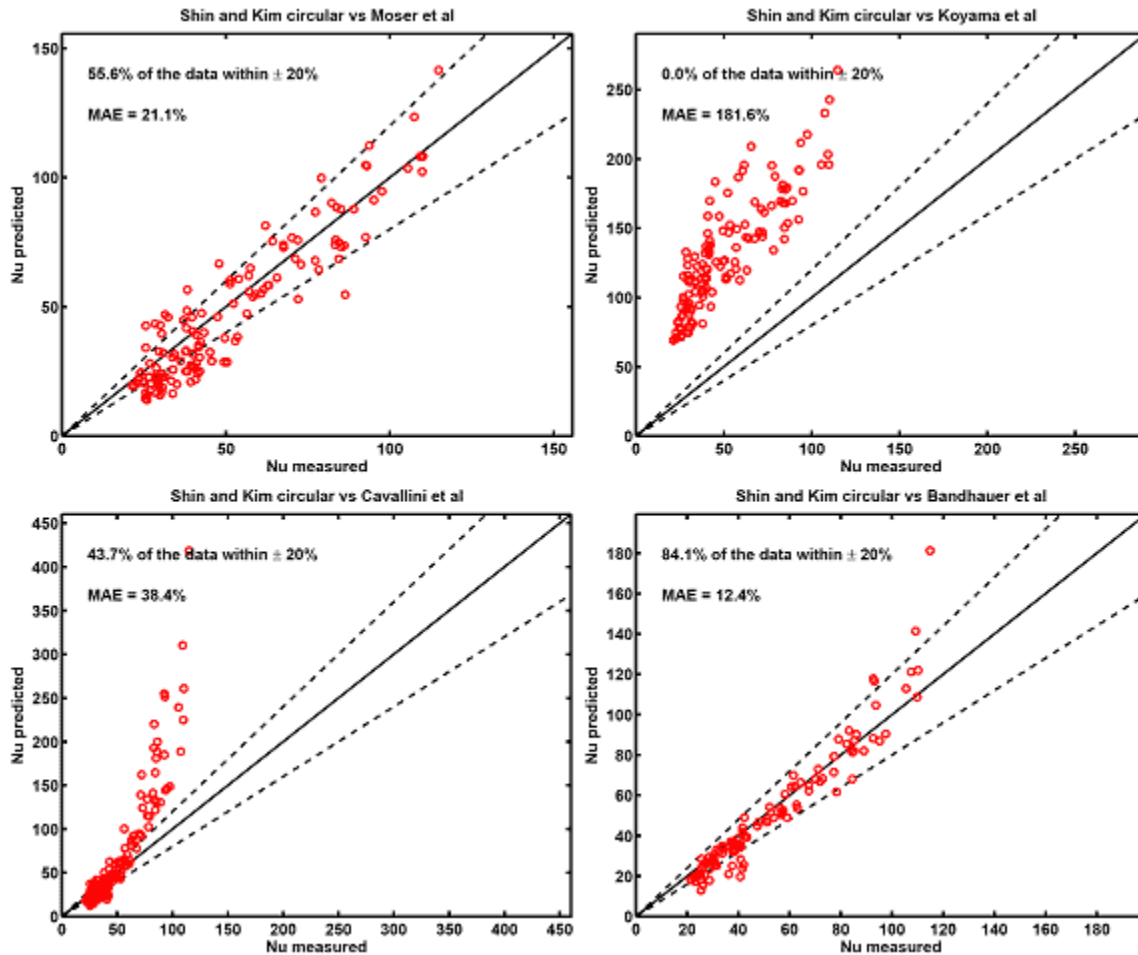 Shin and Kim circular vs Moser et al
55.6% of the data within ± 20%
MAE = 21.1%
Nu predicted
150
100
50
0
0 50 100 150
Nu measured
Shin and Kim circular vs Koyama et al
0.0% of the data within ± 20%
MAE = 181.6%
Nu predicted
250
200
150
100
50
0
0 50 100 150 200 250
Nu measured
Shin and Kim circular vs Cavallini et al
43.7% of the data within ± 20%
MAE = 38.4%
Nu predicted
450
400
350
300
250
200
150
100
50
0
0 50 100 150 200 250 300 350 400 450
Nu measured
Shin and Kim circular vs Bandhauer et al
84.1% of the data within ± 20%
MAE = 12.4%
Nu predicted
180
160
140
120
100
80
60
40
20
0
0 20 40 60 80 100 120 140 160 180
Nu measured